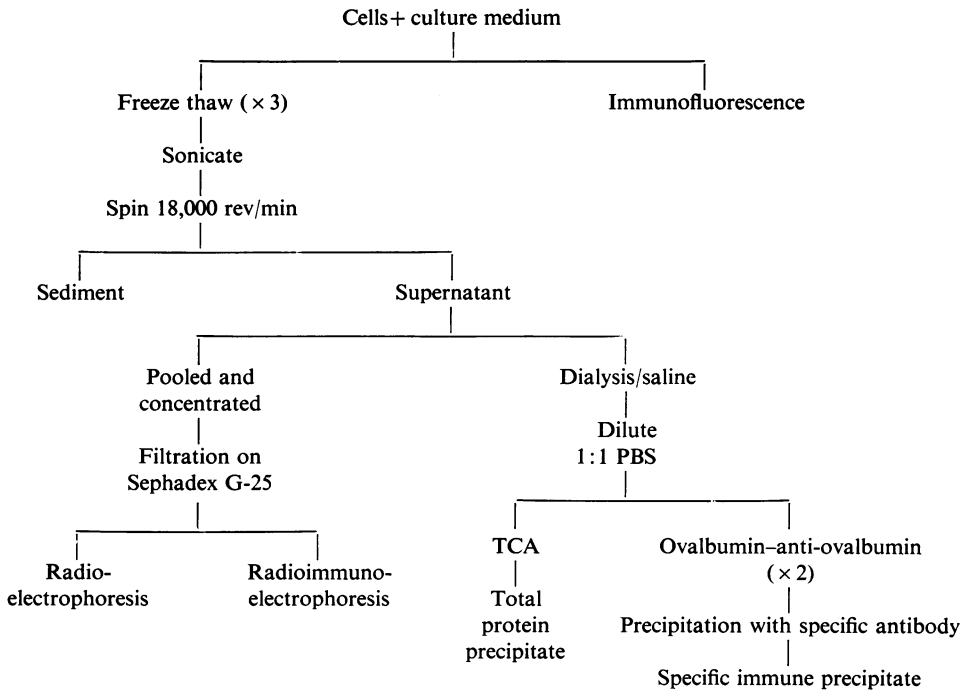 Cells+ culture medium
Freeze thaw (× 3)
Immunofluorescence
Sonicate
Spin 18,000 rev/min
Sediment
Supernatant
Pooled and
concentrated
Dialysis/saline
Filtration on
Sephadex G-25
Dilute
1:1 PBS
Radio-
electrophoresis
Radioimmuno-
electrophoresis
TCA
Total
protein
precipitate
Ovalbumin–anti-ovalbumin
(× 2)
Precipitation with specific antibody
Specific immune precipitate